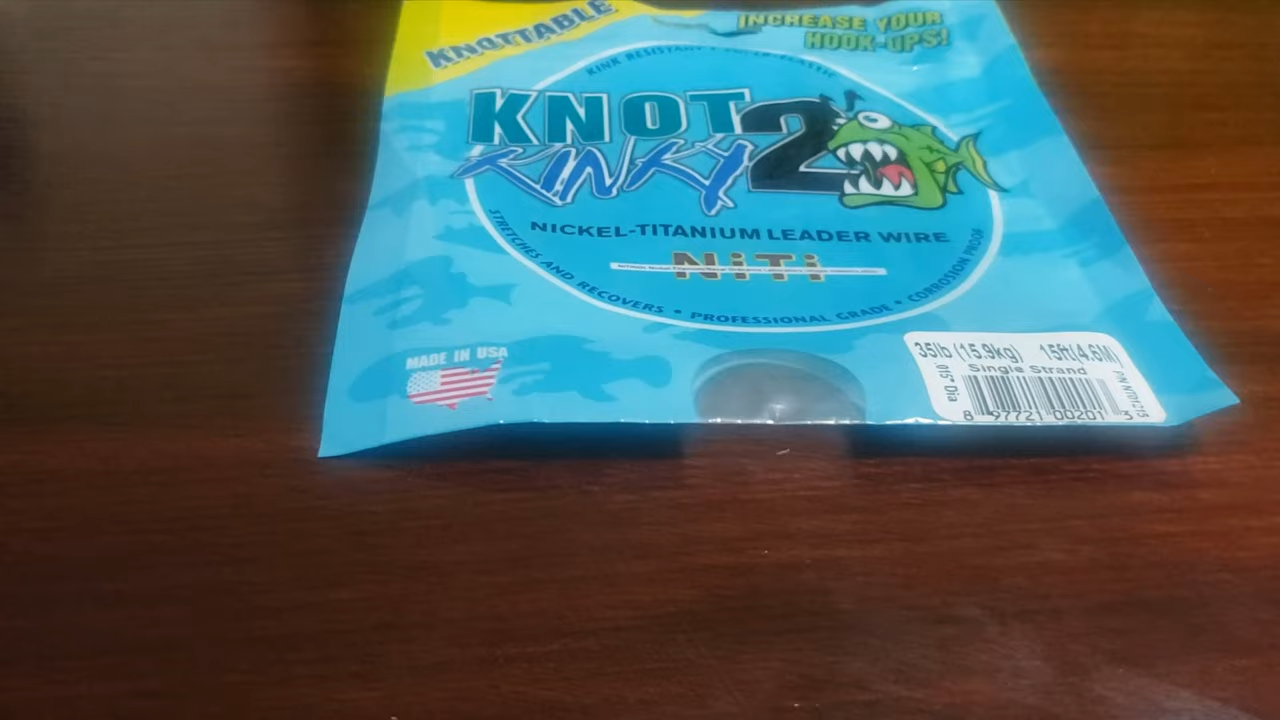 KNOTTABLE
INCREASE YOUR
HOOK-UPS!
KINK RESISTANT • SUPER-ELASTIC
KNOT
2
KINKY
NICKEL-TITANIUM LEADER WIRE
NiTi
STRETCHES AND RECOVERS • PROFESSIONAL GRADE • CORROSION PROOF
MADE IN USA
35lb (15.9kg) 15ft(4.6M)
Single Strand
015" Dia
8 97721 00201 3